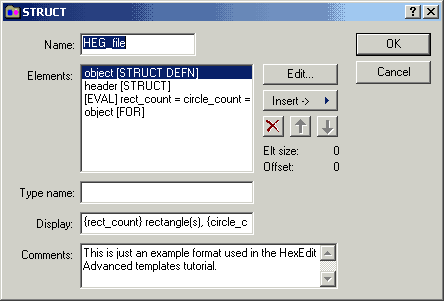 STRUCT
Name: HEG_file
OK
Elements: object [STRUCT DEFN]
Edit...
Cancel
header [STRUCT]
[EVAL] rect_count = circle_count =
Insert ->
object [FOR]
Elt size: 0
Offset: 0
Type name:
Display: {rect_count} rectangle(s), {circle_c
Comments: This is just an example format used in the HexEdit
Advanced templates tutorial.